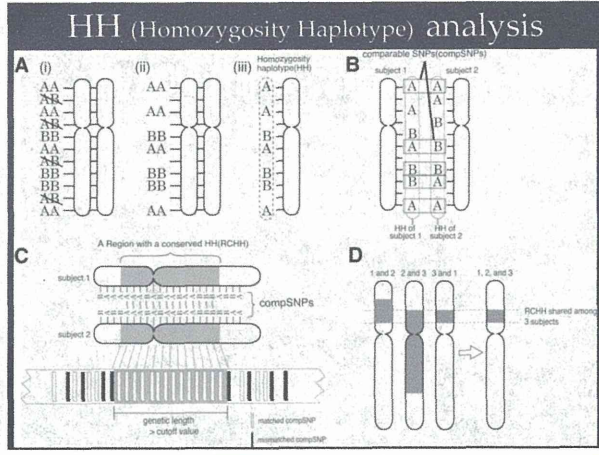 HH (Homozygosity Haplotype) analysis
A (i) (ii) (iii) Homozygosity
haplotype(HH)
AA AA A
AB
AA AA A
AB
BB BB B
AA AA A
AB
BB BB B
BB BB B
AB
AA AA A
B comparable SNPs(compSNPs)
subject 1 subject 2
A A
A A
B B
A B
B B
B A
A A
HH of HH of
subject 1 subject 2
C A Region with a conserved HH(RCHH)
subject 1
compSNPs
subject 2
genetic length
> cutoff value
matched compSNP
mismatched compSNP
D
1 and 2 2 and 3 3 and 1 1, 2, and 3
RCHH shared among
3 subjects